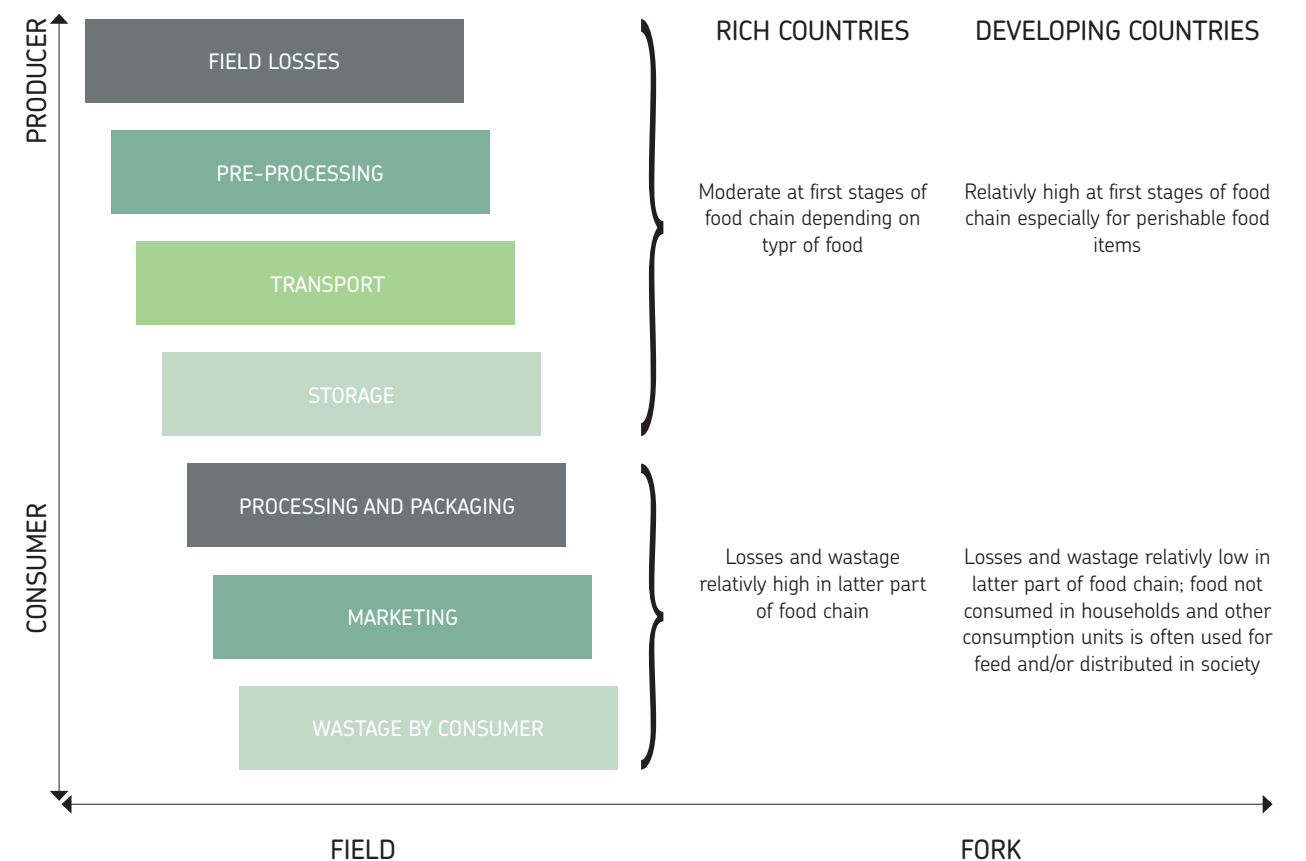 PRODUCER
CONSUMER
FIELD LOSSES
PRE-PROCESSING
TRANSPORT
STORAGE
PROCESSING AND PACKAGING
MARKETING
WASTAGE BY CONSUMER
RICH COUNTRIES
Moderate at first stages of
food chain depending on
typr of food
Losses and wastage
relativly high in latter part
of food chain
DEVELOPING COUNTRIES
Relativly high at first stages of food
chain especially for perishable food
items
Losses and wastage relativly low in
latter part of food chain; food not
consumed in households and other
consumption units is often used for
feed and/or distributed in society
FIELD
FORK